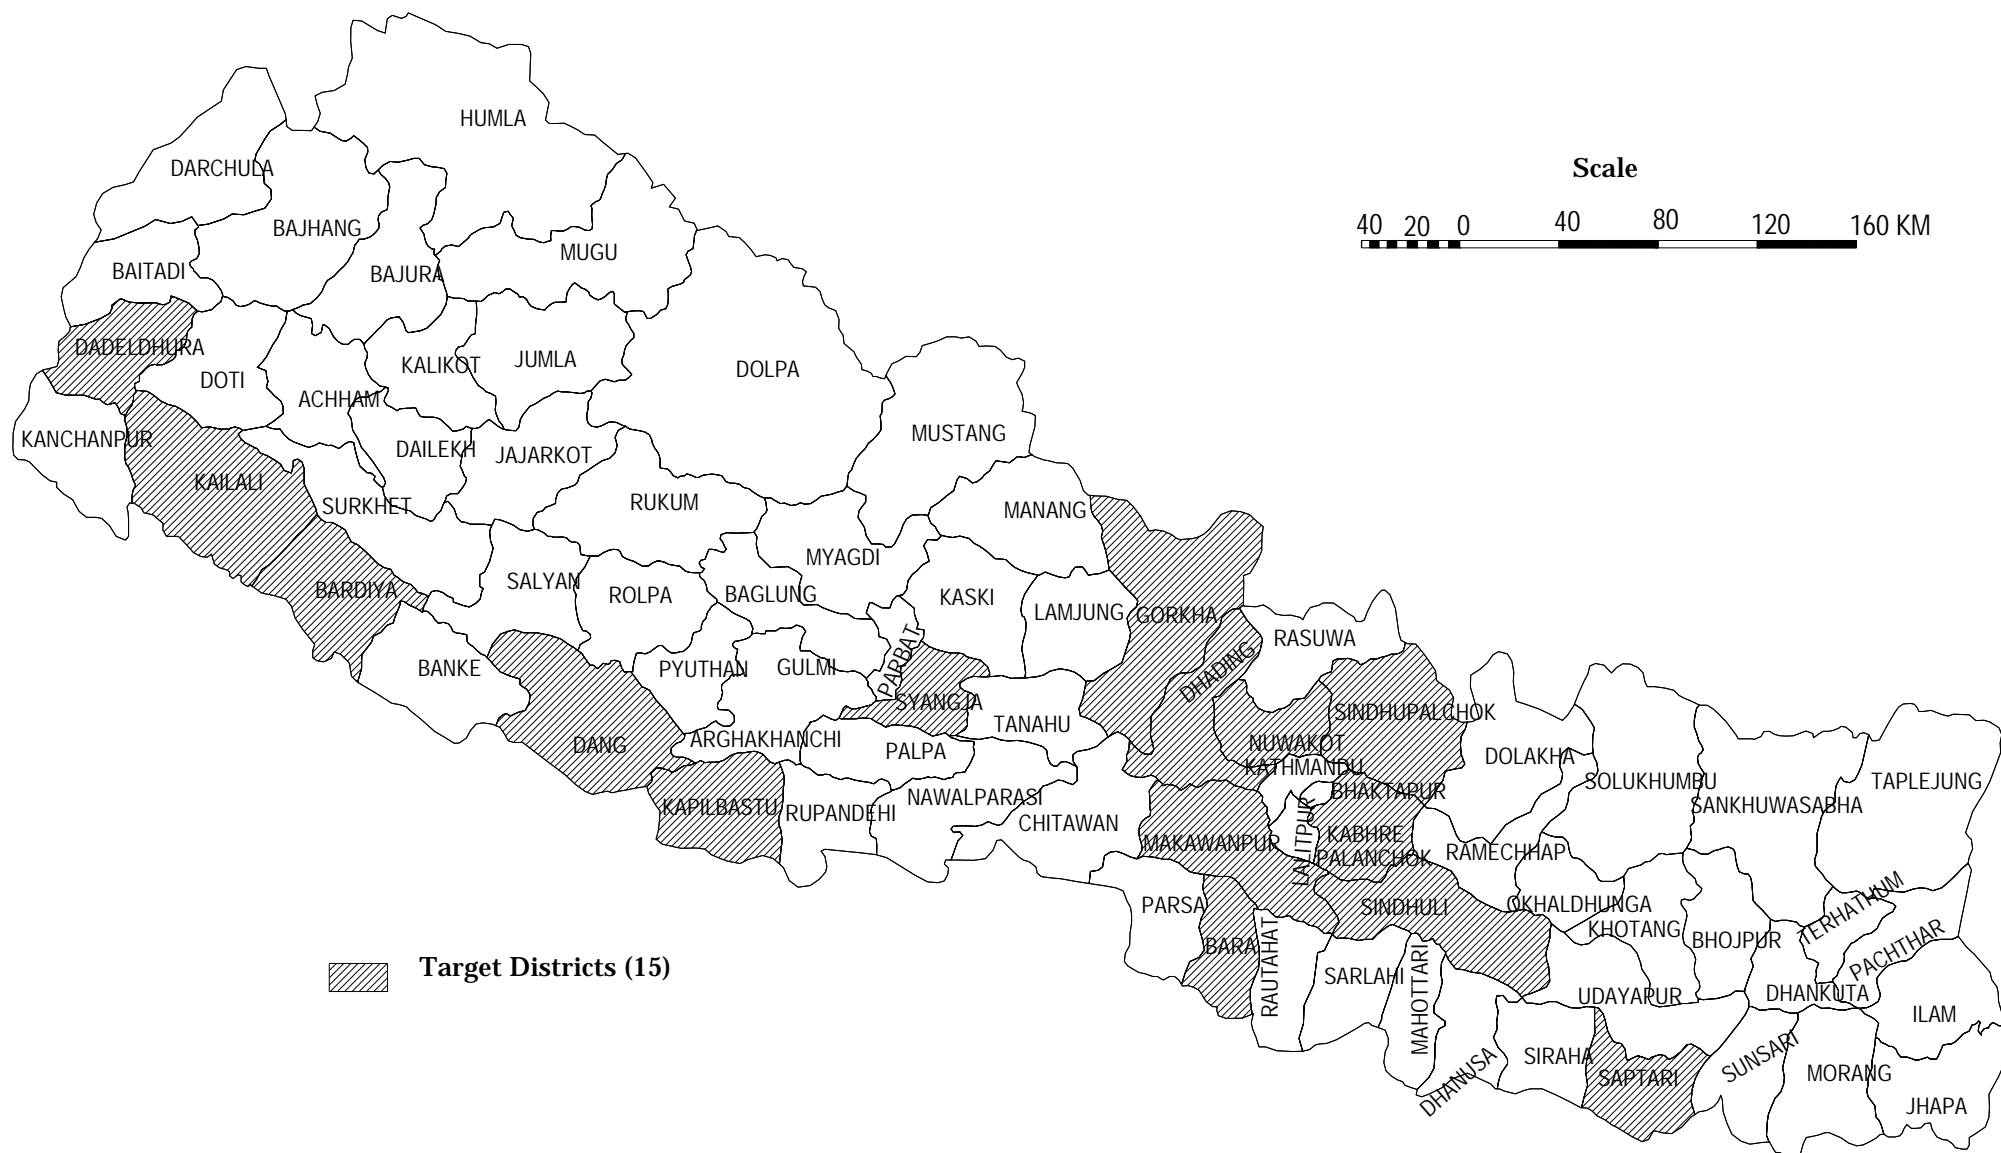 HUMLA
DARCHULA
BAJHANG
MUGU
BAITADI
BAJURA
DADELDHURA
DOTI
KALIKOT
JUMLA
DOLPA
ACHHAM
KANCHANPUR
DAILEKH
JAJARKOT
MUSTANG
KAILALI
SURKHET
RUKUM
MANANG
MYAGDI
BARDIYA
SALYAN
ROLPA
BAGLUNG
KASKI
LAMJUNG
GORKHA
RASUWA
BANKE
PYUTHAN
GULMI
PARBAT
SYANGJA
TANAHU
DHADING
SINDHUPALCHOK
DANG
ARGHAKHANCHI
PALPA
NUWAKOT
KATHMANDU
DOLAKHA
SOLUKHUMBU
SANKHUWASABHA
TAPLEJUNG
KAPILBASTU
RUPANDEHI
NAWALPARASI
CHITAWAN
BHAKTAPUR
LALITPUR
MAKAWANPUR
KABHRE
PALANCHOK
RAMECHHAP
PARSA
BARA
RAUTAHAT
SINDHULI
OKHALDHUNGA
KHOTANG
BHOJPUR
TERHATHUM
PACHTHAR
SARLAHI
MAHOTTARI
UDAYAPUR
DHANKUTA
ILAM
DHANUSA
SIRAHA
SAPTARI
SUNSARI
MORANG
JHAPA
Scale
40 20 0 40 80 120 160 KM
Target Districts (15)